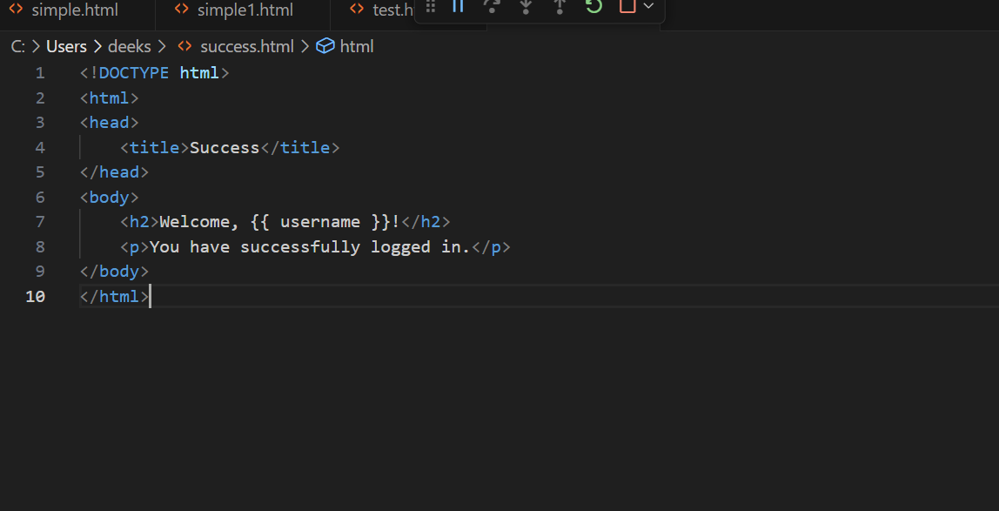 simple.html simple1.html test.h
C: > Users > deeks > success.html > html
1 <!DOCTYPE html>
2 <html>
3 <head>
4     <title>Success</title>
5 </head>
6 <body>
7     <h2>Welcome, {{ username }}!</h2>
8     <p>You have successfully logged in.</p>
9 </body>
10 </html>